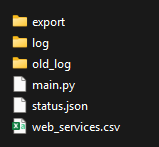 export
log
old_log
main.py
status.json
web_services.csv